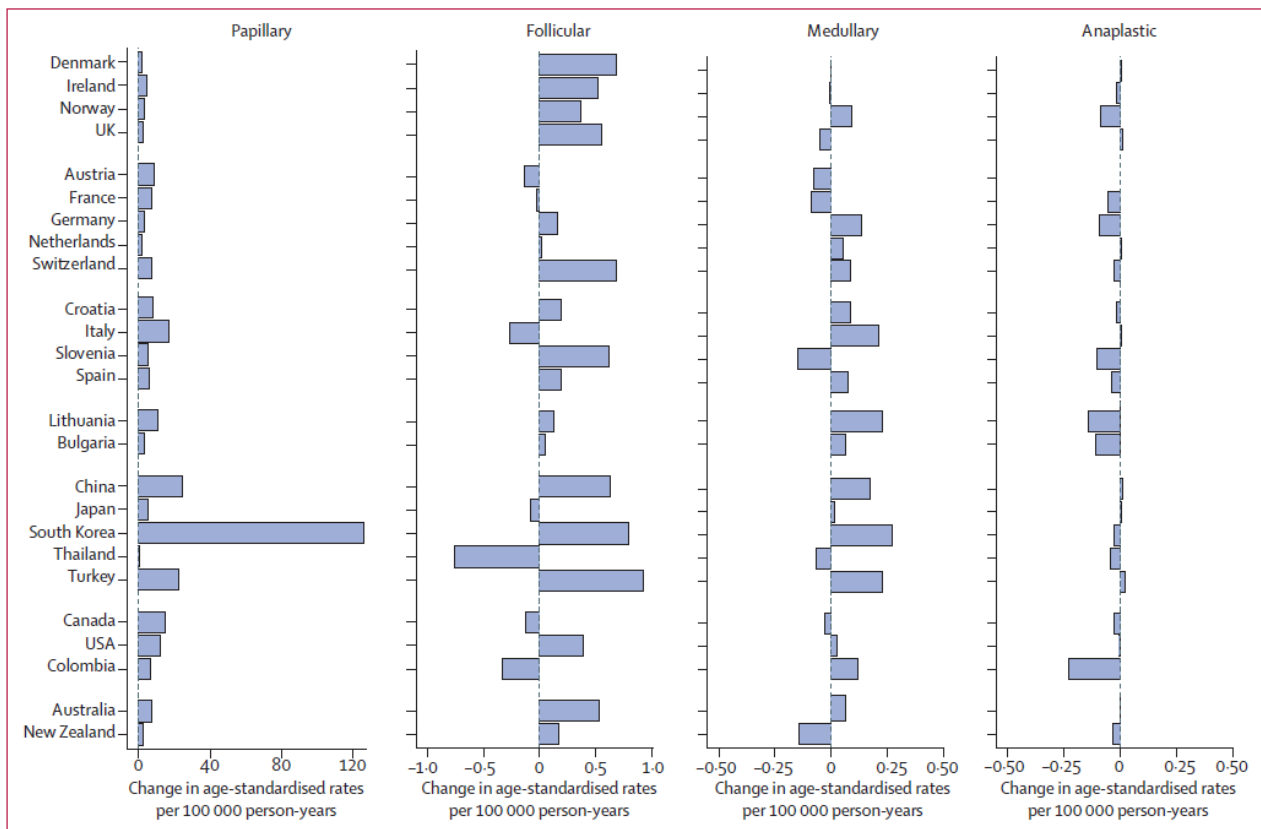 Papillary
Follicular
Medullary
Anaplastic
Denmark
Ireland
Norway
UK
Austria
France
Germany
Netherlands
Switzerland
Croatia
Italy
Slovenia
Spain
Lithuania
Bulgaria
China
Japan
South Korea
Thailand
Turkey
Canada
USA
Colombia
Australia
New Zealand
0 40 80 120
Change in age-standardised rates
per 100 000 person-years
–1·0 –0·5 0 0·5 1·0
Change in age-standardised rates
per 100 000 person-years
–0·50 –0·25 0 0·25 0·50
Change in age-standardised rates
per 100 000 person-years
–0·50 –0·25 0 0·25 0·50
Change in age-standardised rates
per 100 000 person-years